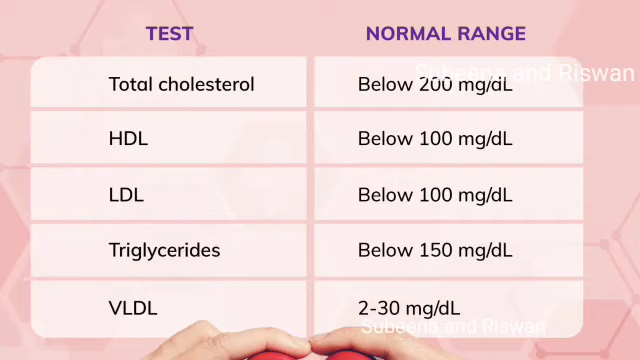 TEST NORMAL RANGE
Subeena and Riswan
Total cholesterol Below 200 mg/dL
HDL Below 100 mg/dL
LDL Below 100 mg/dL
Triglycerides Below 150 mg/dL
VLDL 2-30 mg/dL
Subeena and Riswan